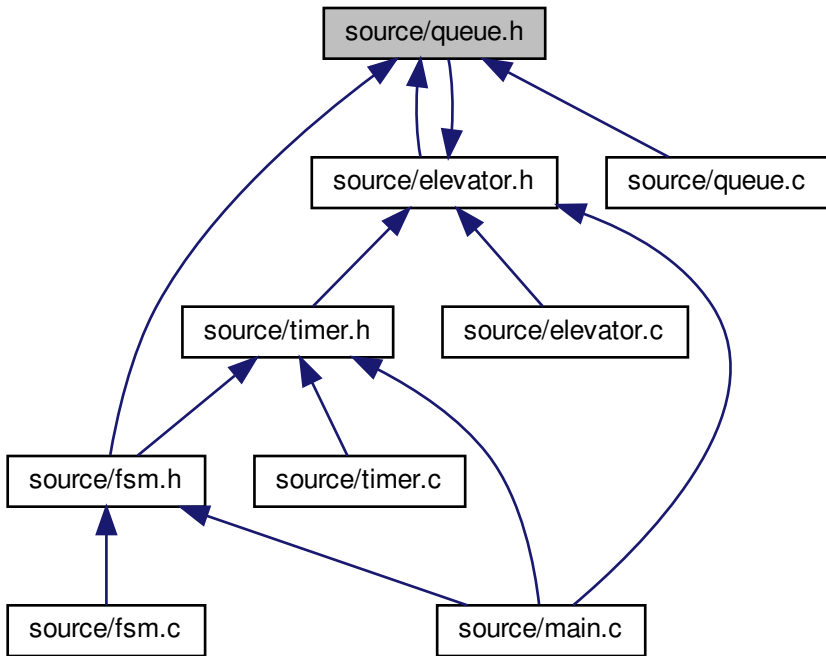 source/queue.h
source/elevator.h
source/queue.c
source/timer.h
source/elevator.c
source/fsm.h
source/timer.c
source/fsm.c
source/main.c